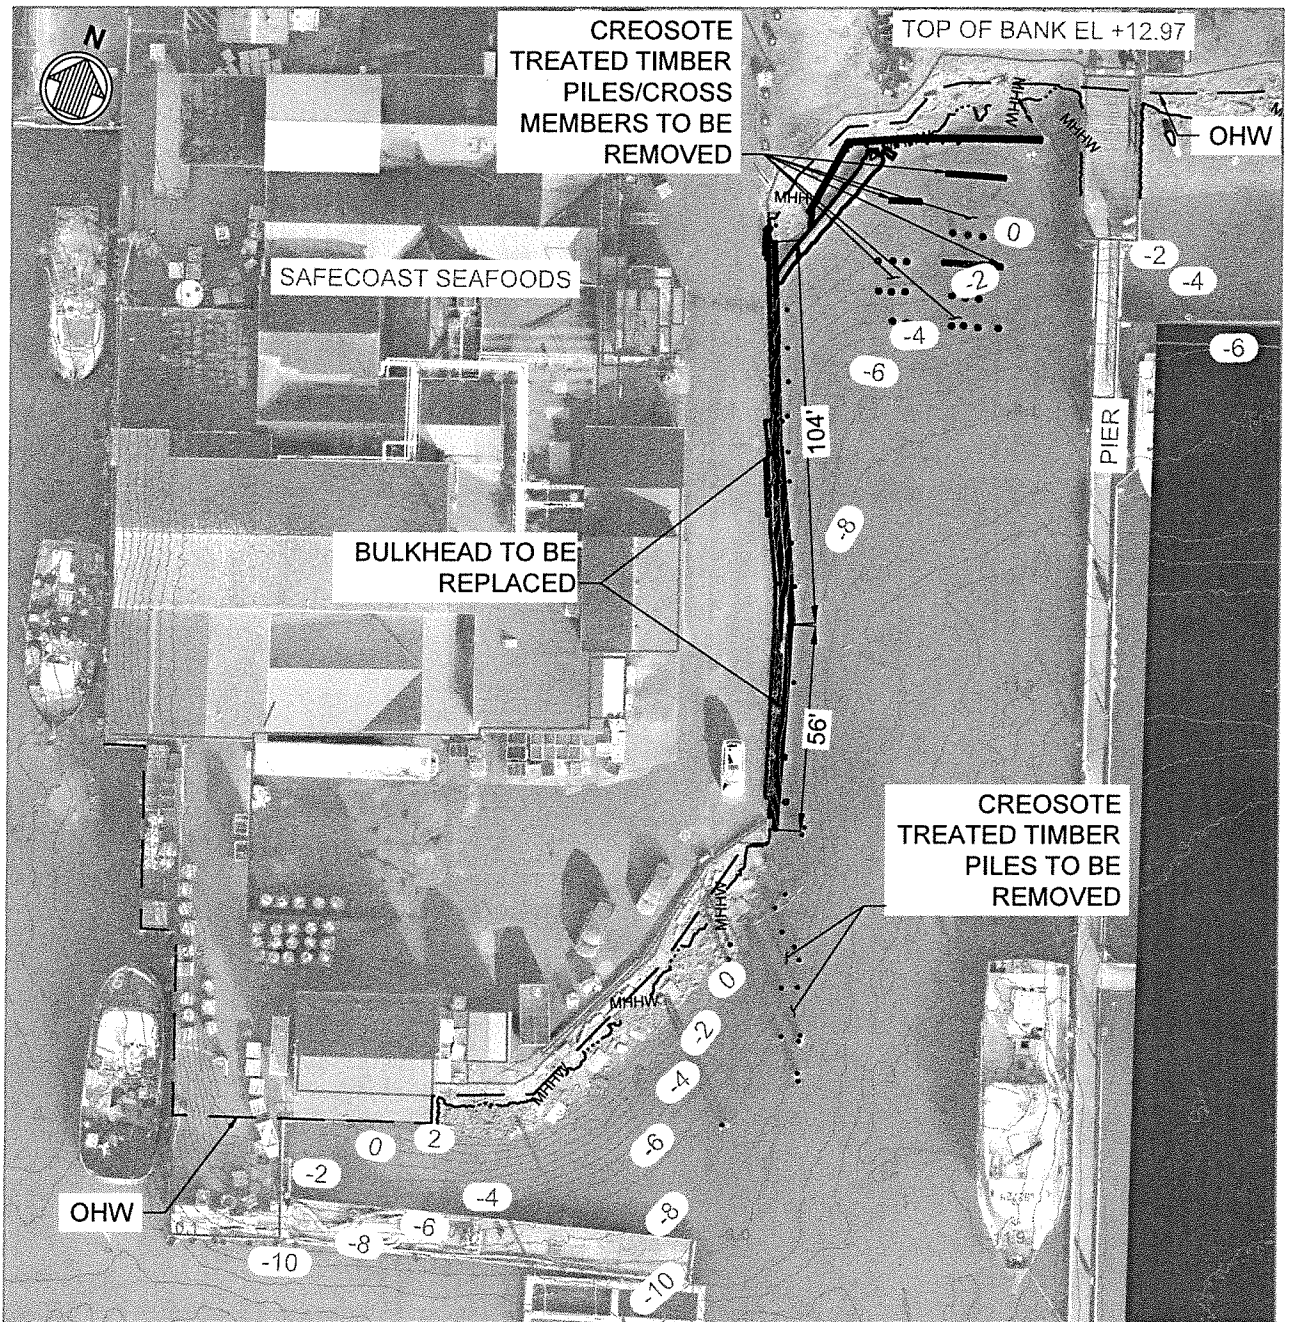 N
CREOSOTE
TREATED TIMBER
PILES/CROSS
MEMBERS TO BE
REMOVED
TOP OF BANK EL +12.97
MHHW
MHHW
OHW
MHH
0
-2
-2
-4
-4
-6
-6
SAFECOAST SEAFOODS
104'
PIER
-8
BULKHEAD TO BE
REPLACED
56'
CREOSOTE
TREATED TIMBER
PILES TO BE
REMOVED
MHHW
0
MHHW
-2
-4
MHHW
-6
0
2
-2
-4
-8
OHW
-6
-8
-10
-10